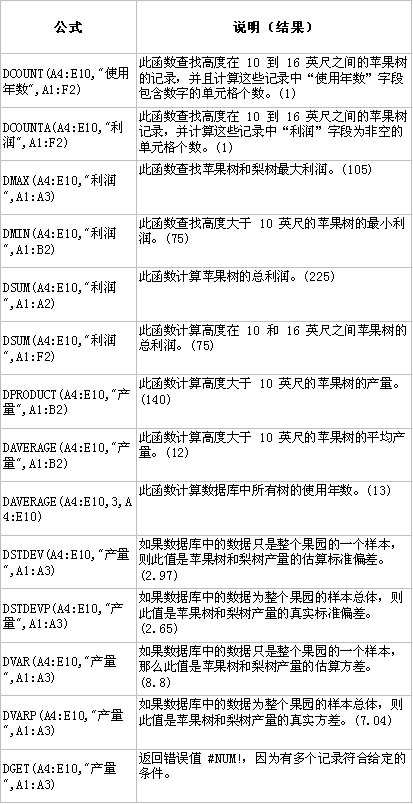 公式
说明（结果）
DCOUNT(A4:E10,"使用
年数",A1:F2)
此函数查找高度在 10 到 16 英尺之间的苹果树
的记录，并且计算这些记录中“使用年数”字段
包含数字的单元格个数。(1)
DCOUNTA(A4:E10,"利
润",A1:F2)
此函数查找高度在 10 到 16 英尺之间的苹果树
记录，并计算这些记录中“利润”字段为非空的
单元格个数。(1)
DMAX(A4:E10,"利润
",A1:A3)
此函数查找苹果树和梨树最大利润。(105)
DMIN(A4:E10,"利润
",A1:B2)
此函数查找高度大于 10 英尺的苹果树的最小利
润。(75)
DSUM(A4:E10,"利润
",A1:A2)
此函数计算苹果树的总利润。(225)
DSUM(A4:E10,"利润
",A1:F2)
此函数计算高度在 10 和 16 英尺之间苹果树的
总利润。(75)
DPRODUCT(A4:E10,"产
量",A1:B2)
此函数计算高度大于 10 英尺的苹果树的产量。
(140)
DAVERAGE(A4:E10,"产
量",A1:B2)
此函数计算高度大于 10 英尺的苹果树的平均产
量。(12)
DAVERAGE(A4:E10,3,A
4:E10)
此函数计算数据库中所有树的使用年数。(13)
DSTDEV(A4:E10,"产量
",A1:A3)
如果数据库中的数据只是整个果园的一个样本，
则此值是苹果树和梨树产量的估算标准偏差。
(2.97)
DSTDEVP(A4:E10,"产
量",A1:A3)
如果数据库中的数据为整个果园的样本总体，则
此值是苹果树和梨树产量的真实标准偏差。
(2.65)
DVAR(A4:E10,"产量
",A1:A3)
如果数据库中的数据只是整个果园的一个样本，
那么此值是苹果树和梨树产量的估算方差。
(8.8)
DVARP(A4:E10,"产量
",A1:A3)
如果数据库中的数据为整个果园的样本总体，则
此值是苹果树和梨树产量的真实方差。(7.04)
DGET(A4:E10,"产量
",A1:A3)
返回错误值 #NUM!，因为有多个记录符合给定的
条件。